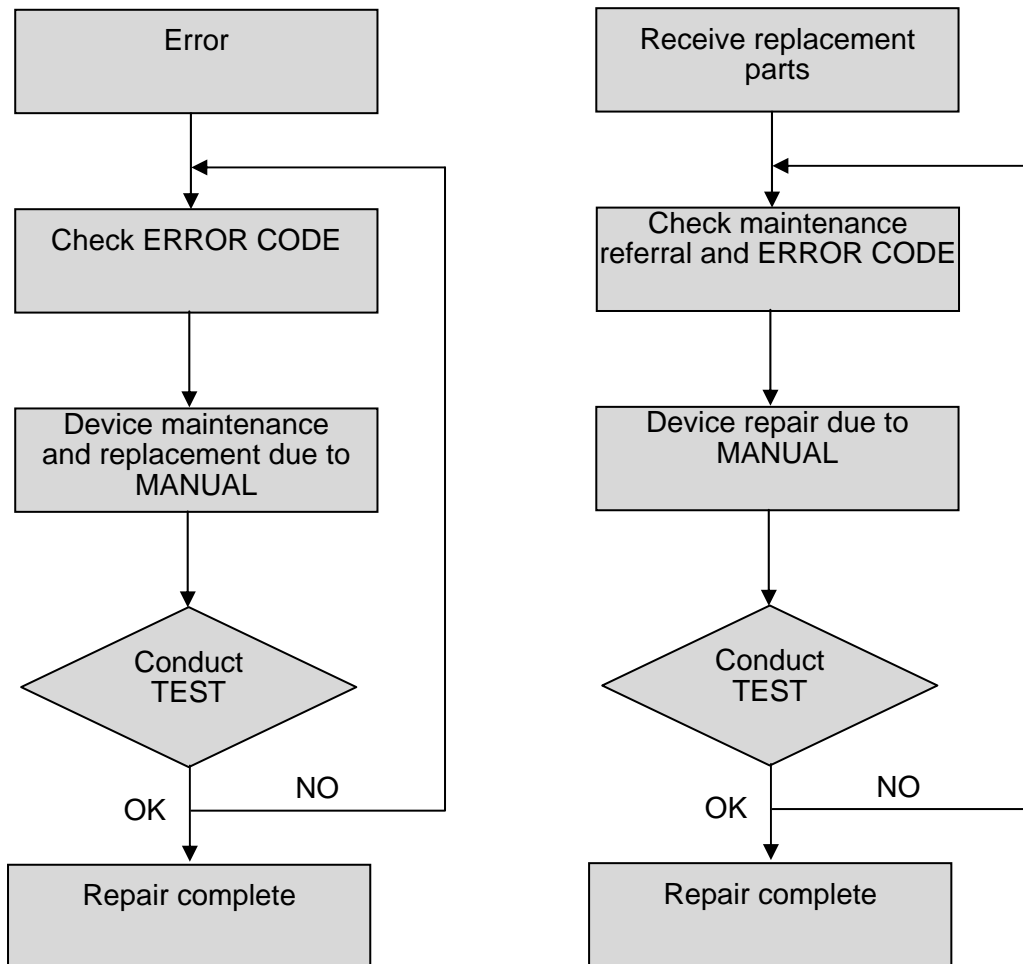 Error
Check ERROR CODE
Device maintenance
and replacement due to
MANUAL
Conduct
TEST
NO
OK
Repair complete
Receive replacement
parts
Check maintenance
referral and ERROR CODE
Device repair due to
MANUAL
Conduct
TEST
NO
OK
Repair complete